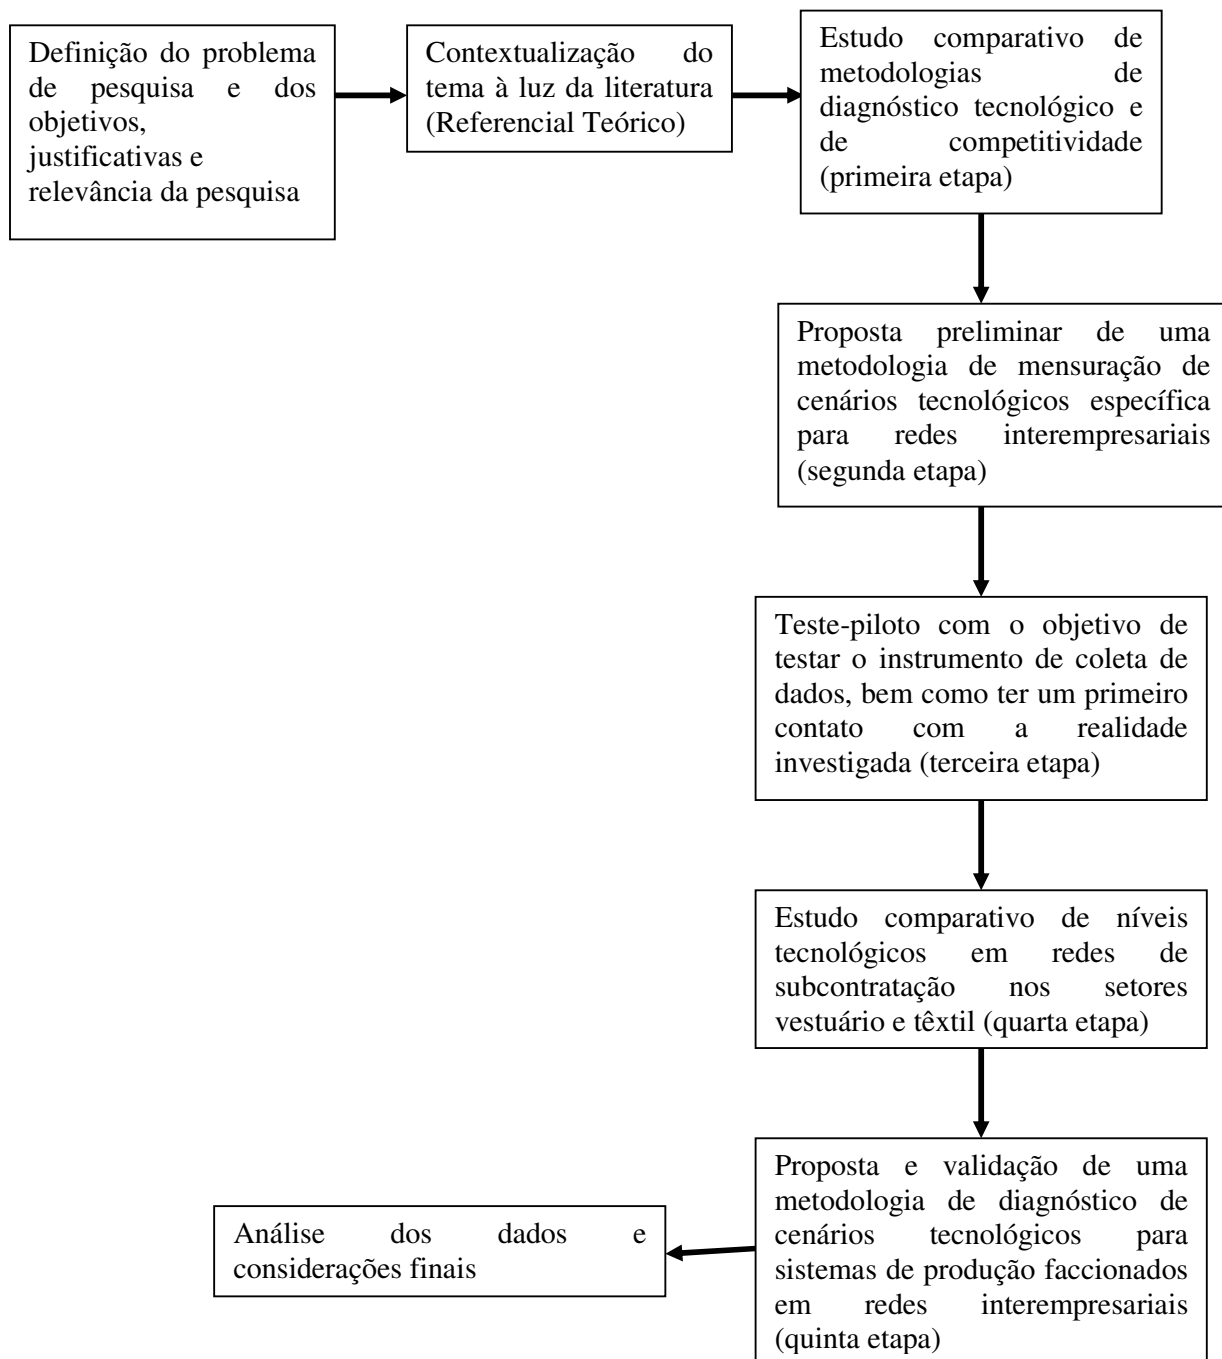 Definição do problema
de pesquisa e dos
objetivos,
justificativas e
relevância da pesquisa
Contextualização do
tema à luz da literatura
(Referencial Teórico)
Estudo comparativo de
metodologias de
diagnóstico tecnológico e
de competitividade
(primeira etapa)
Proposta preliminar de uma
metodologia de mensuração de
cenários tecnológicos específica
para redes interempresariais
(segunda etapa)
Teste-piloto com o objetivo de
testar o instrumento de coleta de
dados, bem como ter um primeiro
contato com a realidade
investigada (terceira etapa)
Estudo comparativo de níveis
tecnológicos em redes de
subcontratação nos setores
vestuário e têxtil (quarta etapa)
Proposta e validação de uma
metodologia de diagnóstico de
cenários tecnológicos para
sistemas de produção faccionados
em redes interempresariais
(quinta etapa)
Análise dos dados e
considerações finais